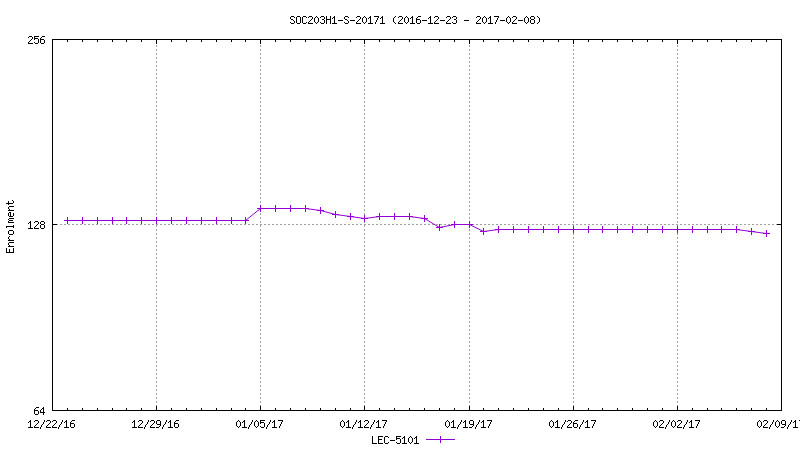 SOC203H1-S-20171 (2016-12-23 - 2017-02-08)
256
Enrolment
128
64
12/22/16 12/29/16 01/05/17 01/12/17 01/19/17 01/26/17 02/02/17 02/09/17
LEC-5101